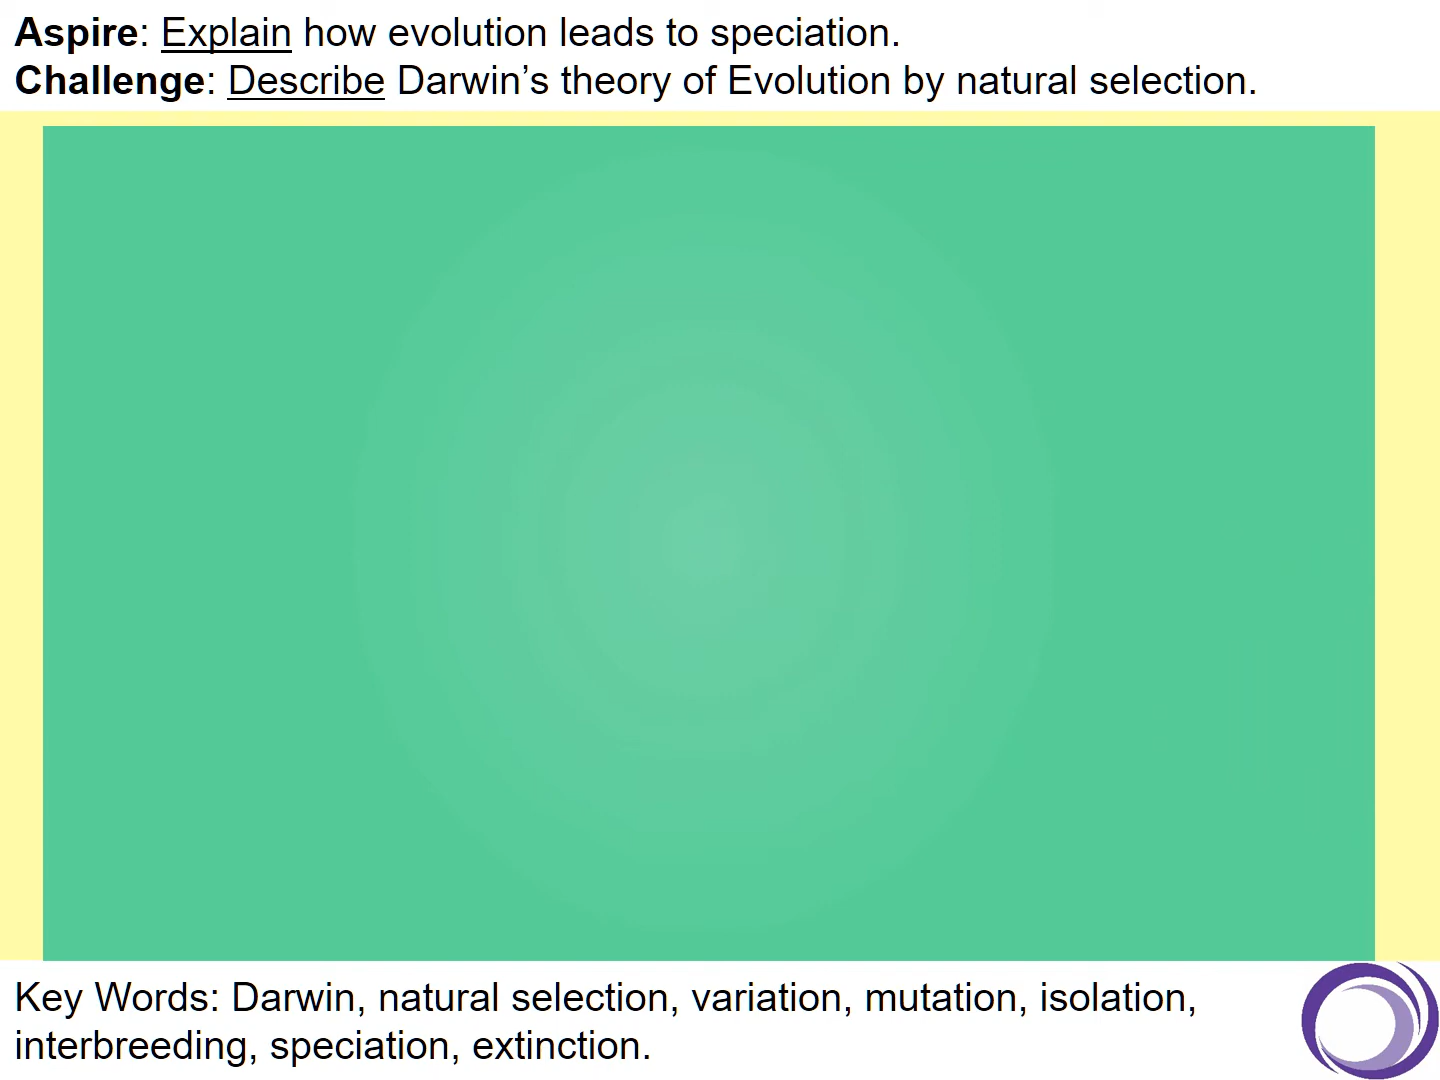 Aspire: Explain how evolution leads to speciation.
Challenge: Describe Darwin’s theory of Evolution by natural selection.
Key Words: Darwin, natural selection, variation, mutation, isolation,
interbreeding, speciation, extinction.